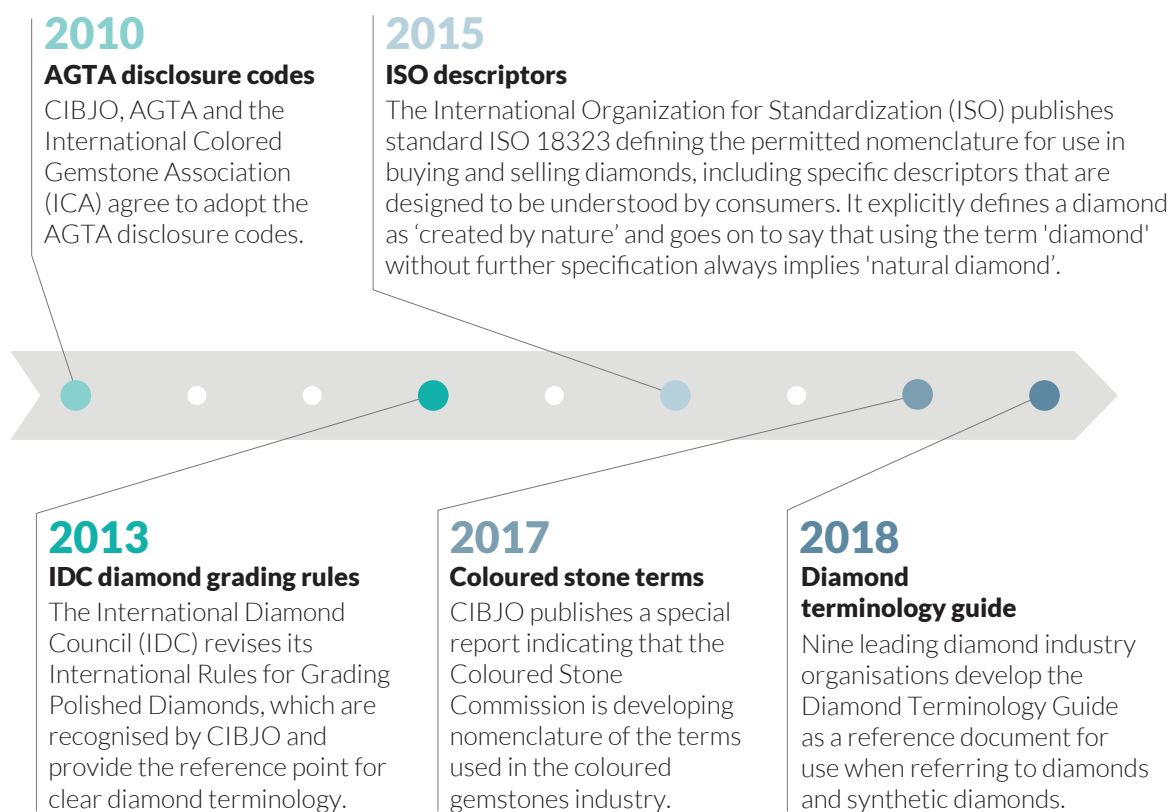 2010
AGTA disclosure codes
CIBJO, AGTA and the
International Colored
Gemstone Association
(ICA) agree to adopt the
AGTA disclosure codes.
2015
ISO descriptors
The International Organization for Standardization (ISO) publishes
standard ISO 18323 defining the permitted nomenclature for use in
buying and selling diamonds, including specific descriptors that are
designed to be understood by consumers. It explicitly defines a diamond
as ‘created by nature’ and goes on to say that using the term 'diamond'
without further specification always implies 'natural diamond’.
2013
IDC diamond grading rules
The International Diamond
Council (IDC) revises its
International Rules for Grading
Polished Diamonds, which are
recognised by CIBJO and
provide the reference point for
clear diamond terminology.
2017
Coloured stone terms
CIBJO publishes a special
report indicating that the
Coloured Stone
Commission is developing
nomenclature of the terms
used in the coloured
gemstones industry.
2018
Diamond
terminology guide
Nine leading diamond industry
organisations develop the
Diamond Terminology Guide
as a reference document for
use when referring to diamonds
and synthetic diamonds.